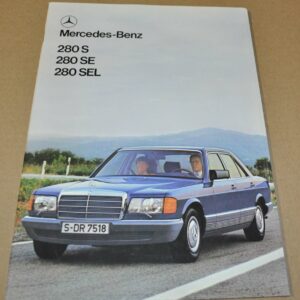 Mercedes-Benz
280 S
280 SE
280 SEL
S-DR 7518